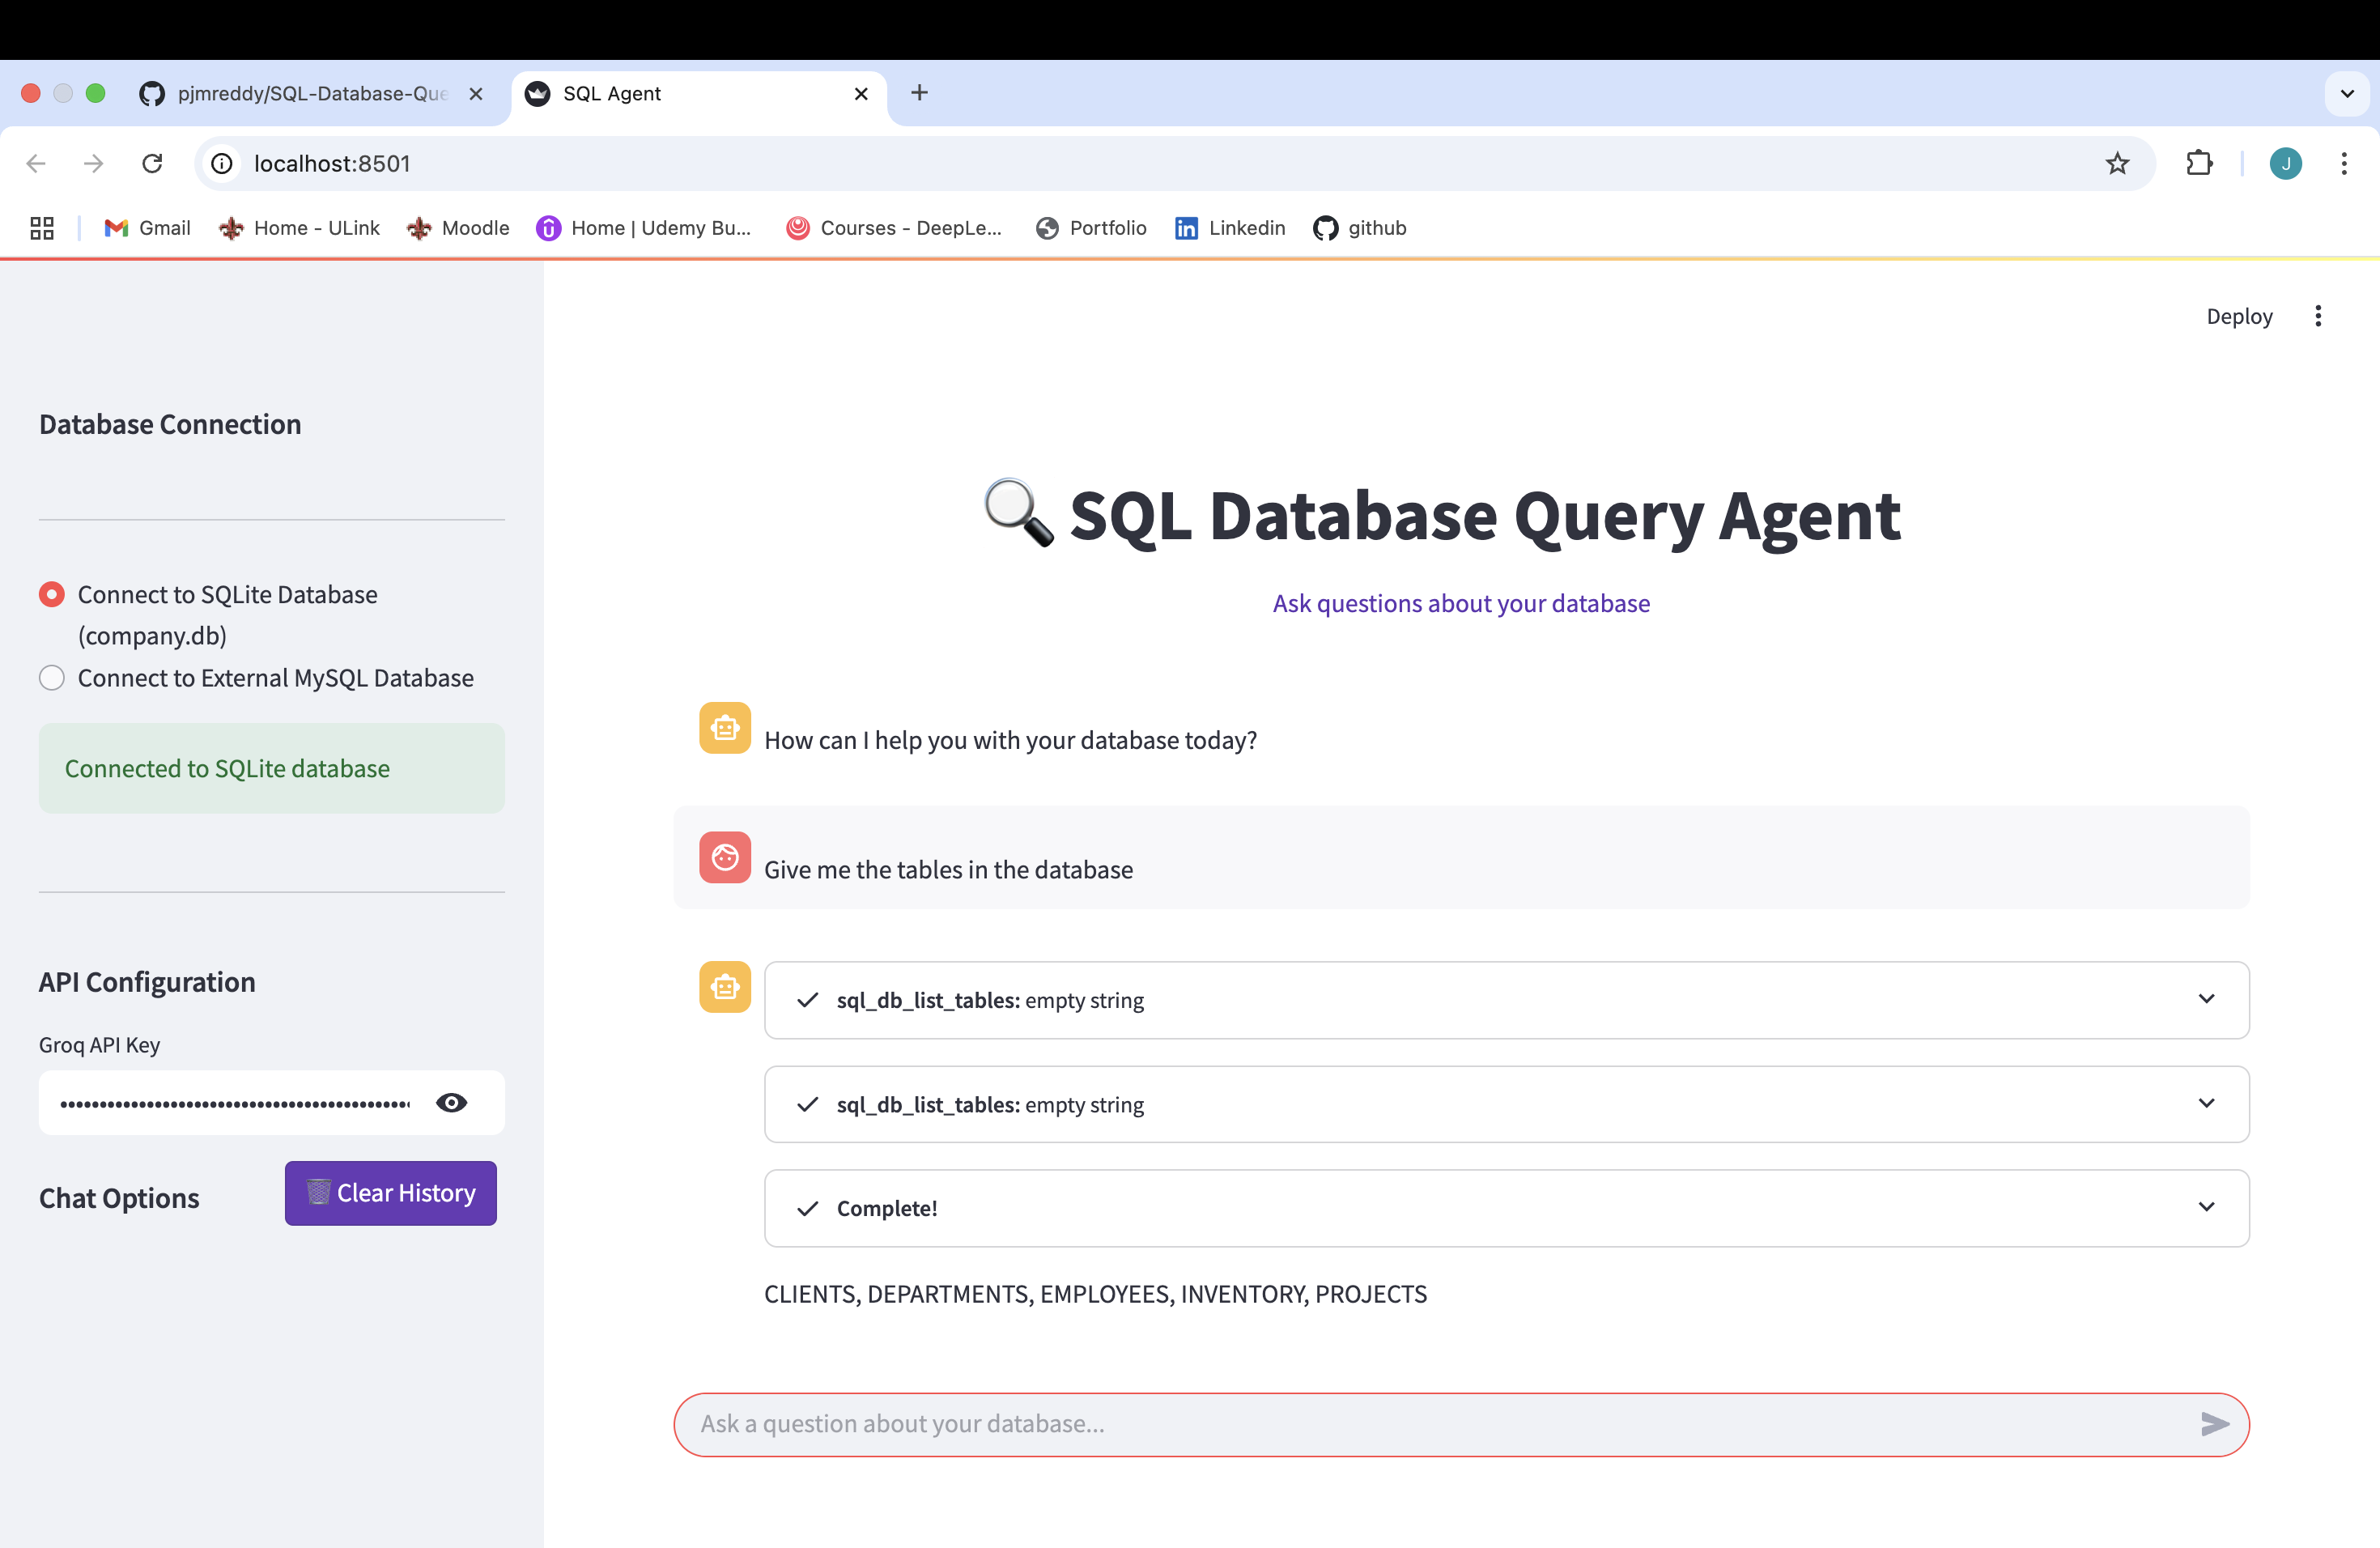 pjmreddy/SQL-Database-Que
SQL Agent
localhost:8501
J
Gmail
Home - ULink
Moodle
Home | Udemy Bu...
Courses - DeepLe...
Portfolio
Linkedin
github
Deploy
Database Connection
Connect to SQLite Database
(company.db)
Connect to External MySQL Database
Connected to SQLite database
API Configuration
Groq API Key
Chat Options
Clear History
SQL Database Query Agent
Ask questions about your database
How can I help you with your database today?
Give me the tables in the database
sql_db_list_tables: empty string
sql_db_list_tables: empty string
Complete!
CLIENTS, DEPARTMENTS, EMPLOYEES, INVENTORY, PROJECTS
Ask a question about your database...